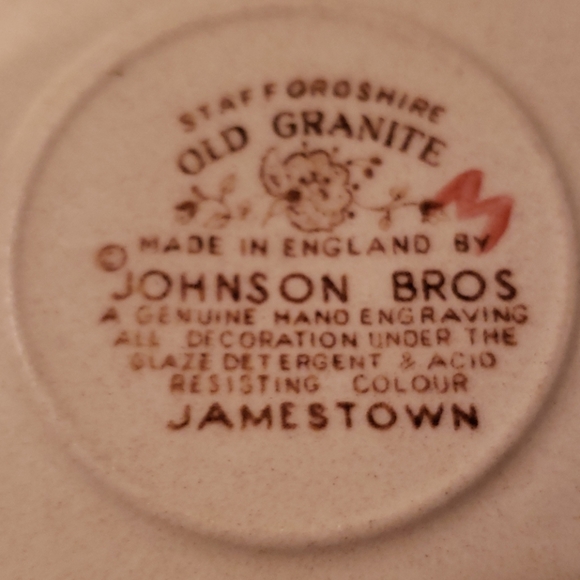 STAFFORDSHIRE
OLD GRANITE
MADE IN ENGLAND BY
© JOHNSON BROS
A GENUINE HAND ENGRAVING
ALL DECORATION UNDER THE
GLAZE DETERGENT & ACID
RESISTING COLOUR
JAMESTOWN